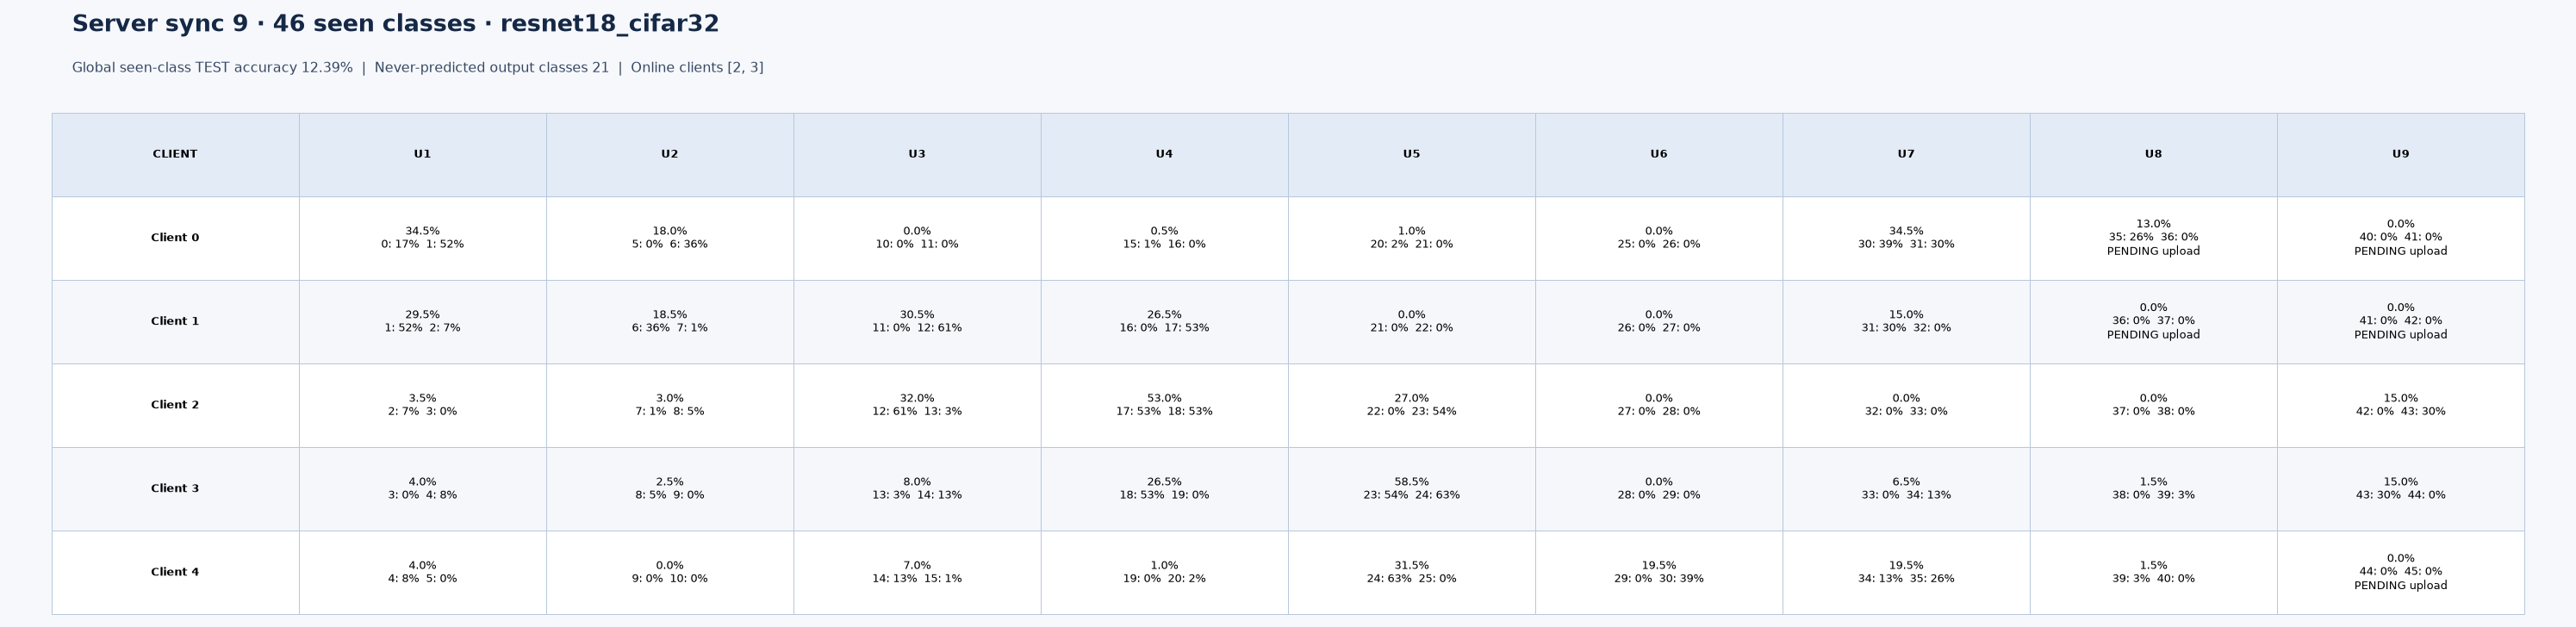 Server sync 9 · 46 seen classes · resnet18_cifar32
Global seen-class TEST accuracy 12.39% | Never-predicted output classes 21 | Online clients [2, 3]
CLIENT U1 U2 U3 U4 U5 U6 U7 U8 U9
Client 0
34.5%
0: 17% 1: 52%
18.0%
5: 0% 6: 36%
0.0%
10: 0% 11: 0%
0.5%
15: 1% 16: 0%
1.0%
20: 2% 21: 0%
0.0%
25: 0% 26: 0%
34.5%
30: 39% 31: 30%
13.0%
35: 26% 36: 0%
PENDING upload
0.0%
40: 0% 41: 0%
PENDING upload
Client 1
29.5%
1: 52% 2: 7%
18.5%
6: 36% 7: 1%
30.5%
11: 0% 12: 61%
26.5%
16: 0% 17: 53%
0.0%
21: 0% 22: 0%
0.0%
26: 0% 27: 0%
15.0%
31: 30% 32: 0%
0.0%
36: 0% 37: 0%
PENDING upload
0.0%
41: 0% 42: 0%
PENDING upload
Client 2
3.5%
2: 7% 3: 0%
3.0%
7: 1% 8: 5%
32.0%
12: 61% 13: 3%
53.0%
17: 53% 18: 53%
27.0%
22: 0% 23: 54%
0.0%
27: 0% 28: 0%
0.0%
32: 0% 33: 0%
0.0%
37: 0% 38: 0%
15.0%
42: 0% 43: 30%
Client 3
4.0%
3: 0% 4: 8%
2.5%
8: 5% 9: 0%
8.0%
13: 3% 14: 13%
26.5%
18: 53% 19: 0%
58.5%
23: 54% 24: 63%
0.0%
28: 0% 29: 0%
6.5%
33: 0% 34: 13%
1.5%
38: 0% 39: 3%
15.0%
43: 30% 44: 0%
Client 4
4.0%
4: 8% 5: 0%
0.0%
9: 0% 10: 0%
7.0%
14: 13% 15: 1%
1.0%
19: 0% 20: 2%
31.5%
24: 63% 25: 0%
19.5%
29: 0% 30: 39%
19.5%
34: 13% 35: 26%
1.5%
39: 3% 40: 0%
0.0%
44: 0% 45: 0%
PENDING upload